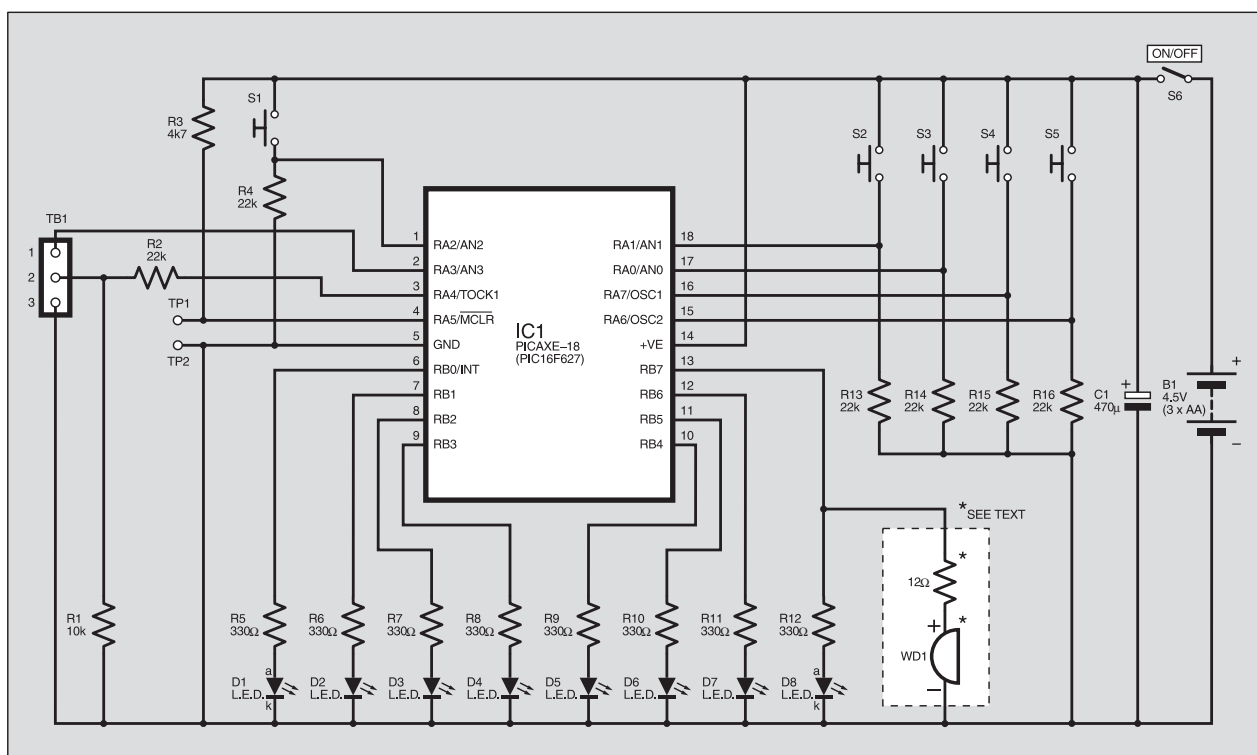 ON/OFF
S6
S1
R3
4k7
R4
22k
S2
S3
S4
S5
TB1
1
2
3
R2
22k
TP1
TP2
1
2
3
4
5
6
7
8
9
RA2/AN2
RA3/AN3
RA4/TOCK1
RA5/MCLR
GND
RB0/INT
RB1
RB2
RB3
IC1
PICAXE–18
(PIC16F627)
RA1/AN1
RA0/AN0
RA7/OSC1
RA6/OSC2
+VE
RB7
RB6
RB5
RB4
18
17
16
15
14
13
12
11
10
R13
22k
R14
22k
R15
22k
R16
22k
+
C1
470µ
+
B1
4.5V
(3 x AA)
–
*SEE TEXT
*
12Ω
+
*
WD1
–
R1
10k
R5
330Ω
R6
330Ω
R7
330Ω
R8
330Ω
R9
330Ω
R10
330Ω
R11
330Ω
R12
330Ω
a
D1
L.E.D.
k
D2
L.E.D.
D3
L.E.D.
D4
L.E.D.
D5
L.E.D.
D6
L.E.D.
D7
L.E.D.
a
D8
L.E.D.
k